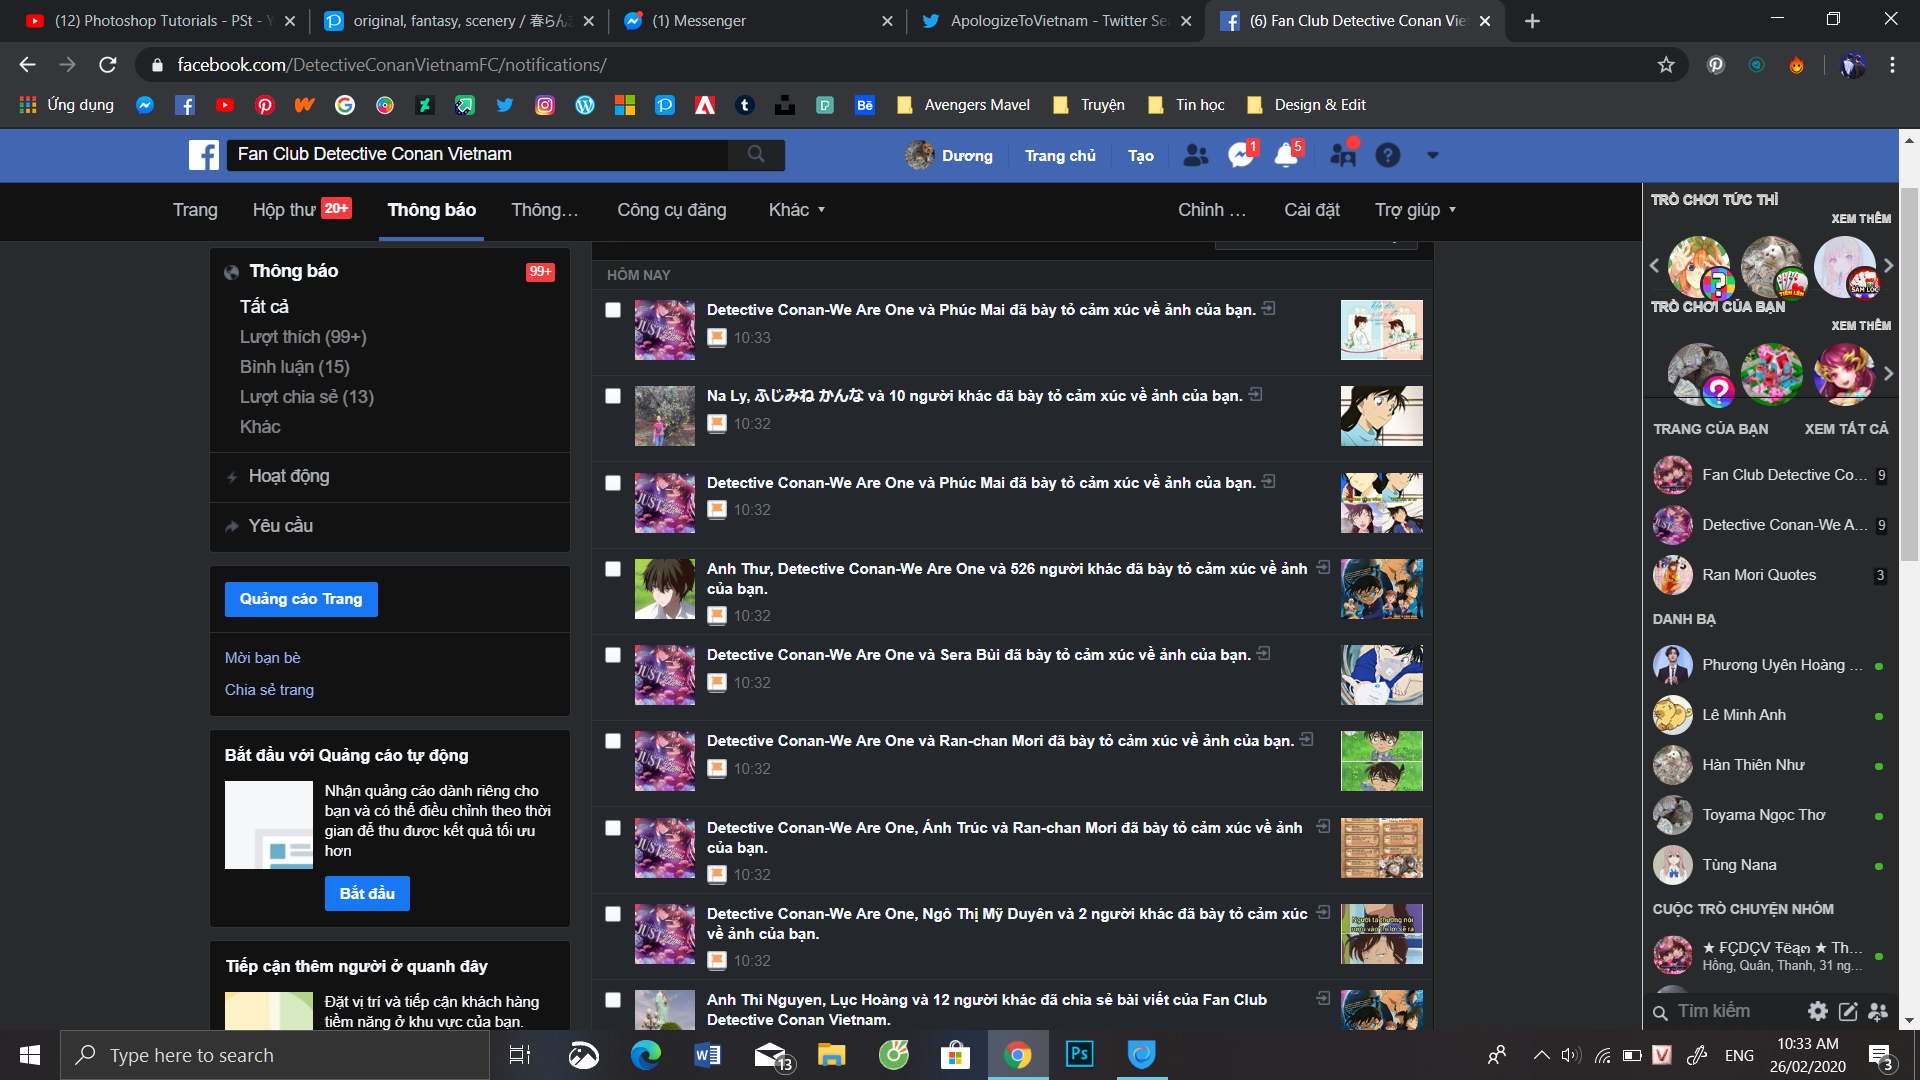 (12) Photoshop Tutorials - PSt - Y
original, fantasy, scenery / 春らん
(1) Messenger
ApologizeToVietnam - Twitter Se
(6) Fan Club Detective Conan Vie
facebook.com/DetectiveConanVietnamFC/notifications/
Ứng dụng
Avengers Mavel
Truyện
Tin học
Design & Edit
Fan Club Detective Conan Vietnam
Dương
Trang chủ
Tạo
1
5
Trang
Hộp thư 20+
Thông báo
Thông…
Công cụ đăng
Khác
Chỉnh …
Cài đặt
Trợ giúp
Thông báo 99+
Tất cả
Lượt thích (99+)
Bình luận (15)
Lượt chia sẻ (13)
Khác
Hoạt động
Yêu cầu
Quảng cáo Trang
Mời bạn bè
Chia sẻ trang
Bắt đầu với Quảng cáo tự động
Nhận quảng cáo dành riêng cho
bạn và có thể điều chỉnh theo thời
gian để thu được kết quả tối ưu
hơn
Bắt đầu
Tiếp cận thêm người ở quanh đây
Đặt vị trí và tiếp cận khách hàng
tiềm năng ở khu vực của bạn.
HÔM NAY
Detective Conan-We Are One và Phúc Mai đã bày tỏ cảm xúc về ảnh của bạn.
10:33
Na Ly, ふじみね かんな và 10 người khác đã bày tỏ cảm xúc về ảnh của bạn.
10:32
Detective Conan-We Are One và Phúc Mai đã bày tỏ cảm xúc về ảnh của bạn.
10:32
Anh Thư, Detective Conan-We Are One và 526 người khác đã bày tỏ cảm xúc về ảnh
của bạn.
10:32
Detective Conan-We Are One và Sera Bùi đã bày tỏ cảm xúc về ảnh của bạn.
10:32
Detective Conan-We Are One và Ran-chan Mori đã bày tỏ cảm xúc về ảnh của bạn.
10:32
Detective Conan-We Are One, Ánh Trúc và Ran-chan Mori đã bày tỏ cảm xúc về ảnh
của bạn.
10:32
Detective Conan-We Are One, Ngô Thị Mỹ Duyên và 2 người khác đã bày tỏ cảm xúc
về ảnh của bạn.
10:32
Anh Thi Nguyen, Lục Hoàng và 12 người khác đã chia sẻ bài viết của Fan Club
Detective Conan Vietnam.
TRÒ CHƠI TỨC THÌ
XEM THÊM
TRÒ CHƠI CỦA BẠN
XEM THÊM
TRANG CỦA BẠN
XEM TẤT CẢ
Fan Club Detective Co… 9
Detective Conan-We A… 9
Ran Mori Quotes 3
DANH BẠ
Phương Uyên Hoàng …
Lê Minh Anh
Hàn Thiên Như
Toyama Ngọc Thơ
Tùng Nana
CUỘC TRÒ CHUYỆN NHÓM
Hồng, Quân, Thanh, 31 ng…
Tìm kiếm
Type here to search
13
ENG
10:33 AM
26/02/2020
3